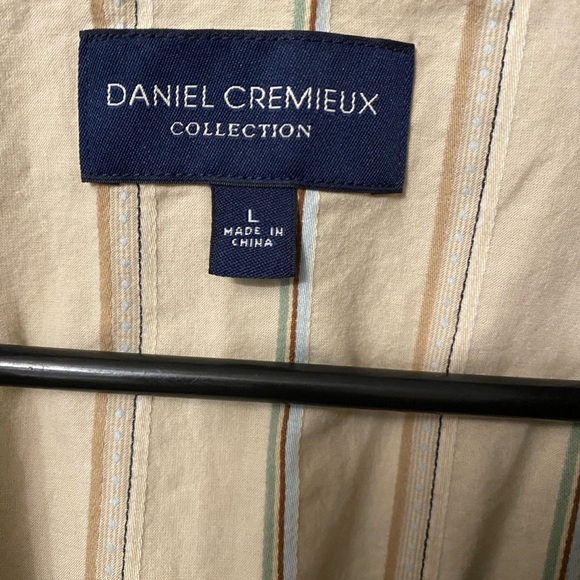 DANIEL CREMIEUX
COLLECTION
L
MADE IN
CHINA